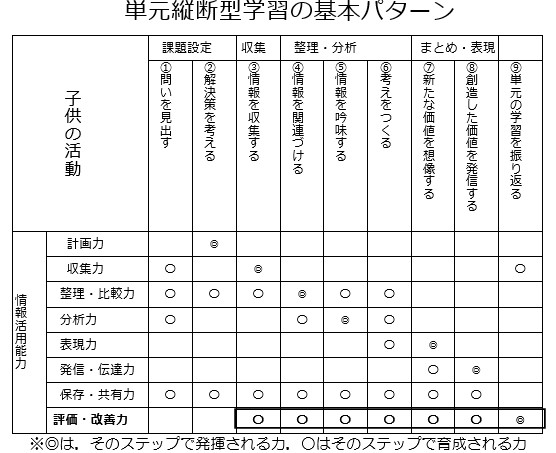 単元縦断型学習の基本パターン
子供の活動
課題設定 収集 整理・分析 まとめ・表現
①問いを見出す
②解決策を考える
③情報を収集する
④情報を関連づける
⑤情報を吟味する
⑥考えをつくる
⑦新たな価値を想像する
⑧創造した価値を発信する
⑨単元の学習を振り返る
情報活用能力
計画力 ◎
収集力 〇 ◎ 〇
整理・比較力 〇 〇 〇 ◎ 〇 〇
分析力 〇 〇 ◎ 〇
表現力 〇 ◎
発信・伝達力 〇 ◎
保存・共有力 〇 〇 〇 〇 〇 〇 〇 〇
評価・改善力 〇 〇 〇 〇 〇 〇 ◎
※◎は，そのステップで発揮される力，〇はそのステップで育成される力